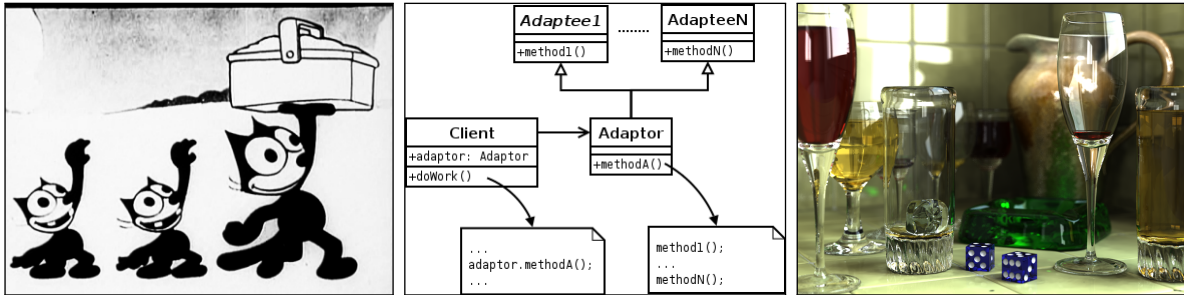 Adaptee1
+method1()
........
AdapteeN
+methodN()
Client
+adaptor: Adaptor
+doWork()
Adaptor
+methodA()
...
adaptor.methodA();
...
method1();
...
methodN();